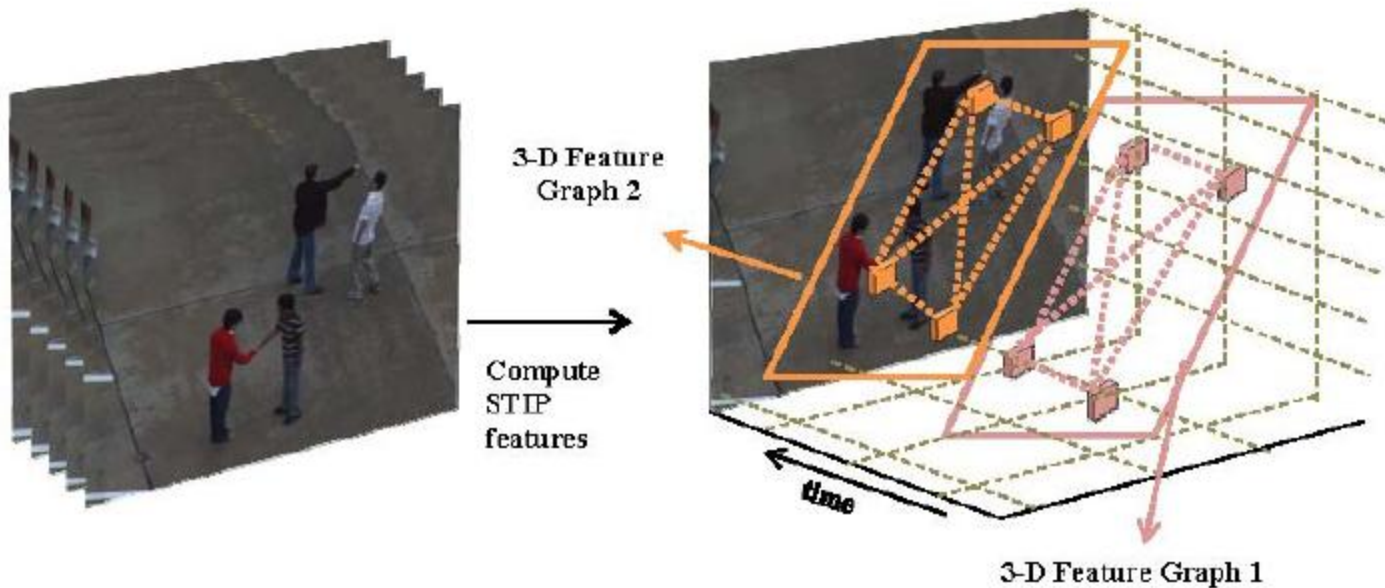 3-D Feature
Graph 2
Compute
STIP
features
time
3-D Feature Graph 1